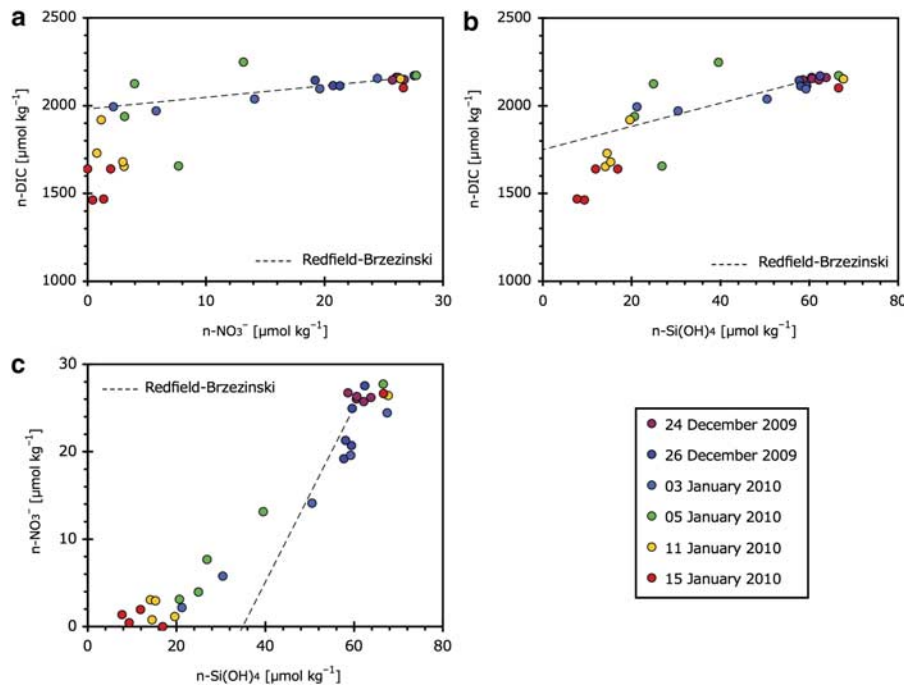 a
2500
2000
1500
1000
n-DIC [µmol kg⁻¹]
Redfield-Brzezinski
0 10 20 30
n-NO₃⁻ [µmol kg⁻¹]
b
2500
2000
1500
1000
n-DIC [µmol kg⁻¹]
Redfield-Brzezinski
0 20 40 60 80
n-Si(OH)₄ [µmol kg⁻¹]
c
30
20
10
0
n-NO₃⁻ [µmol kg⁻¹]
Redfield-Brzezinski
0 20 40 60 80
n-Si(OH)₄ [µmol kg⁻¹]
24 December 2009
26 December 2009
03 January 2010
05 January 2010
11 January 2010
15 January 2010